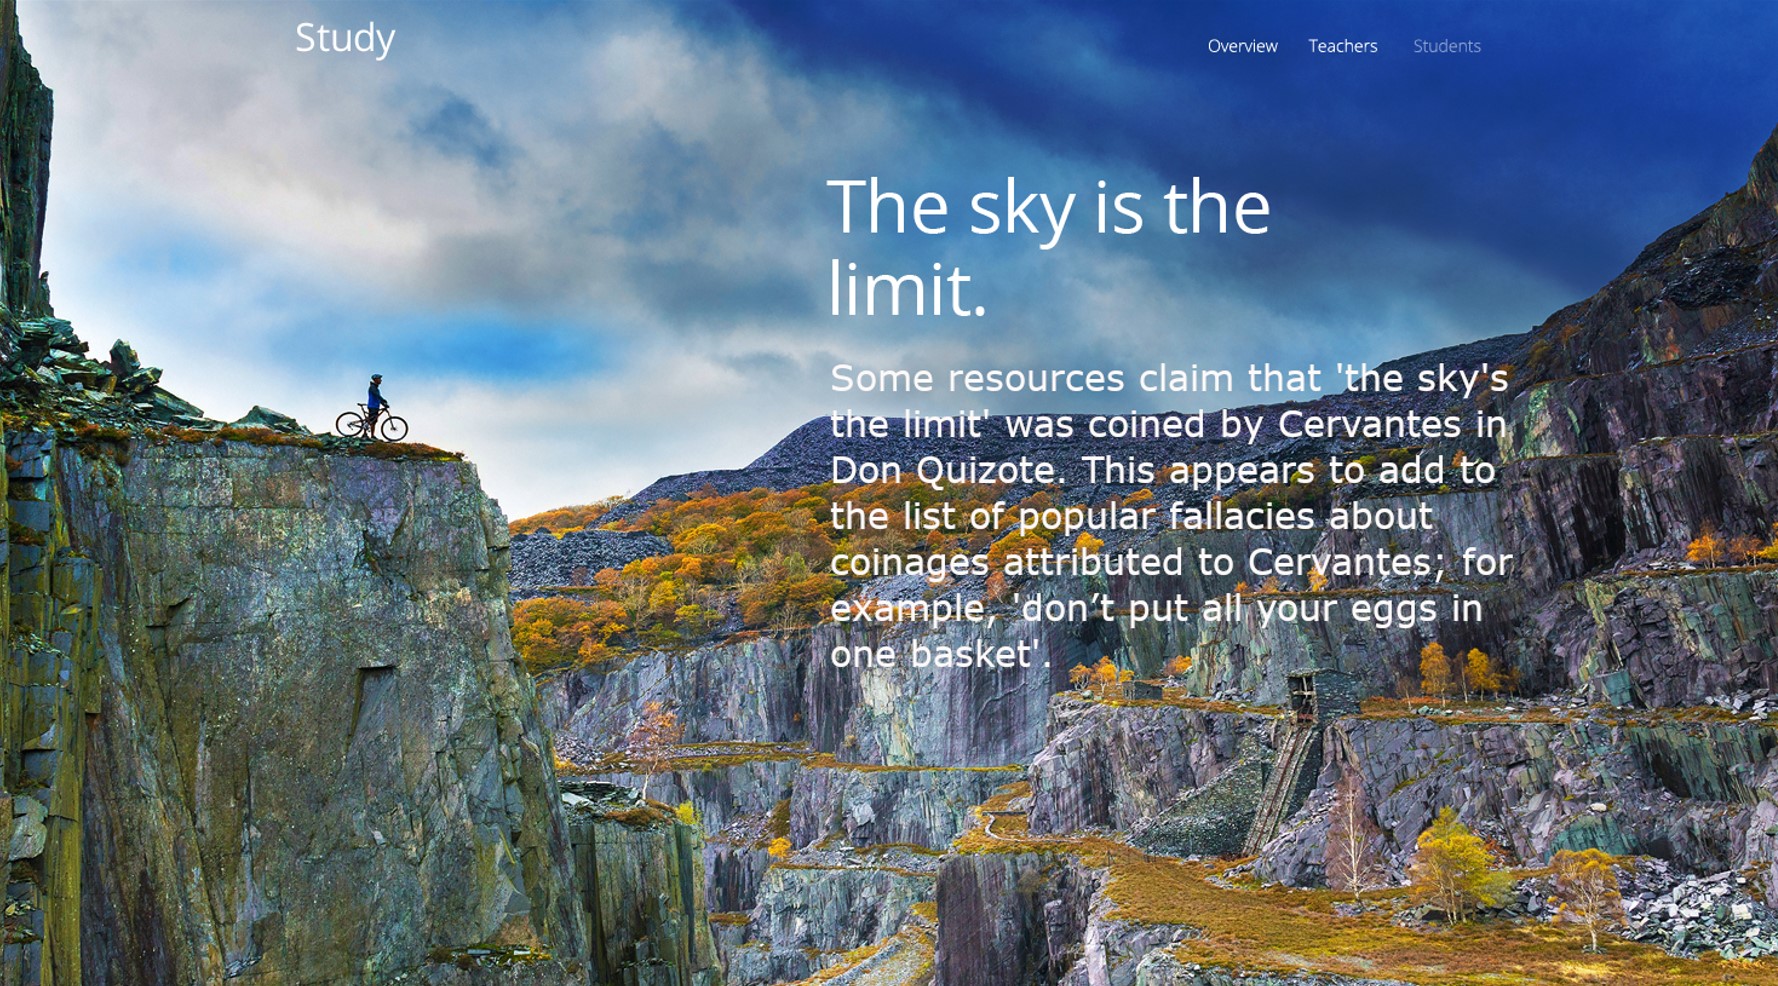 Study
Overview Teachers Students
The sky is the
limit.
Some resources claim that 'the sky's
the limit' was coined by Cervantes in
Don Quizote. This appears to add to
the list of popular fallacies about
coinages attributed to Cervantes; for
example, 'don’t put all your eggs in
one basket'.